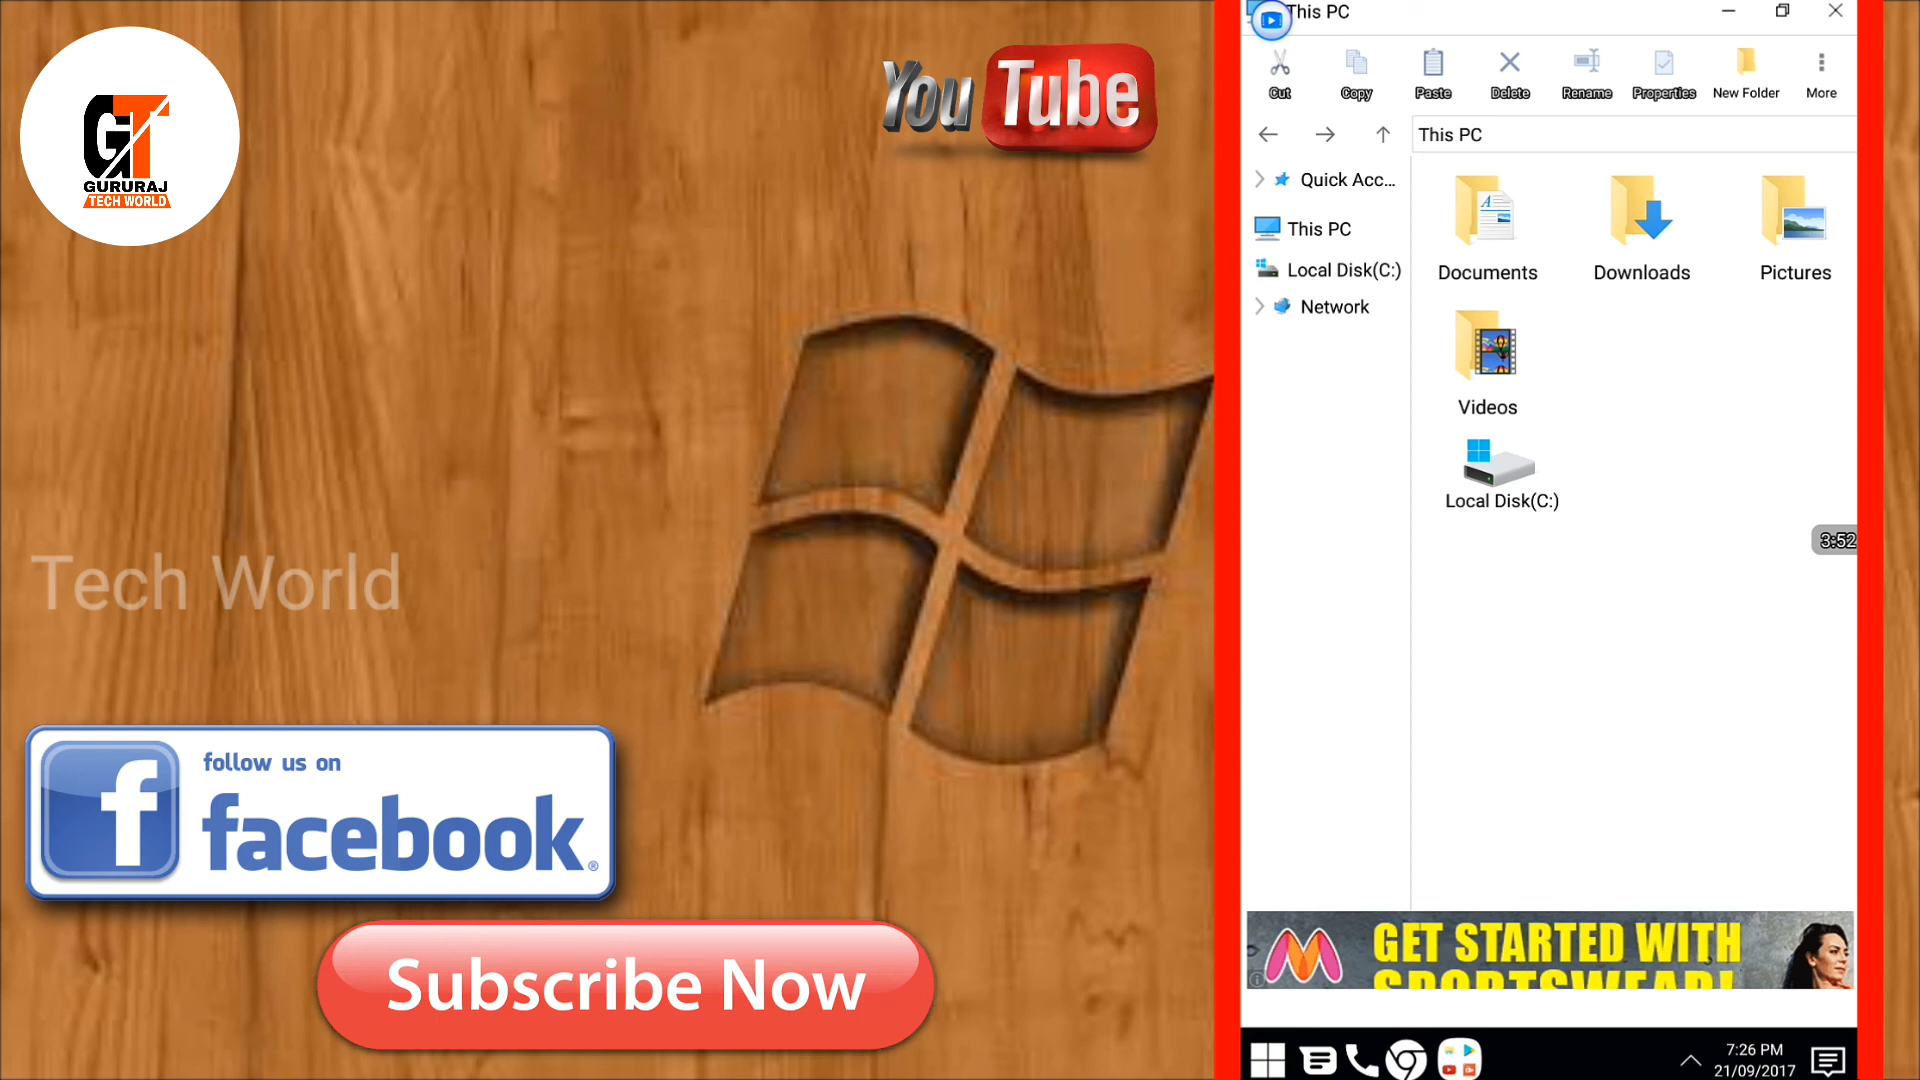 GT
GURURAJ
TECH WORLD
You Tube
Tech World
follow us on
facebook®
Subscribe Now
This PC
Cut Copy Paste Delete Rename Properties New Folder More
This PC
Quick Acc...
This PC
Local Disk(C:)
Network
Documents Downloads Pictures
Videos
Local Disk(C:)
3:52
GET STARTED WITH
SPORTSWEAR!
7:26 PM
21/09/2017